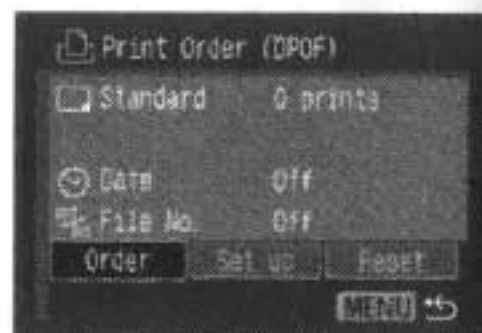 Print Order (DPOF)
Standard 0 prints
Date Off
File No. Off
Order Set up Reset
MENU